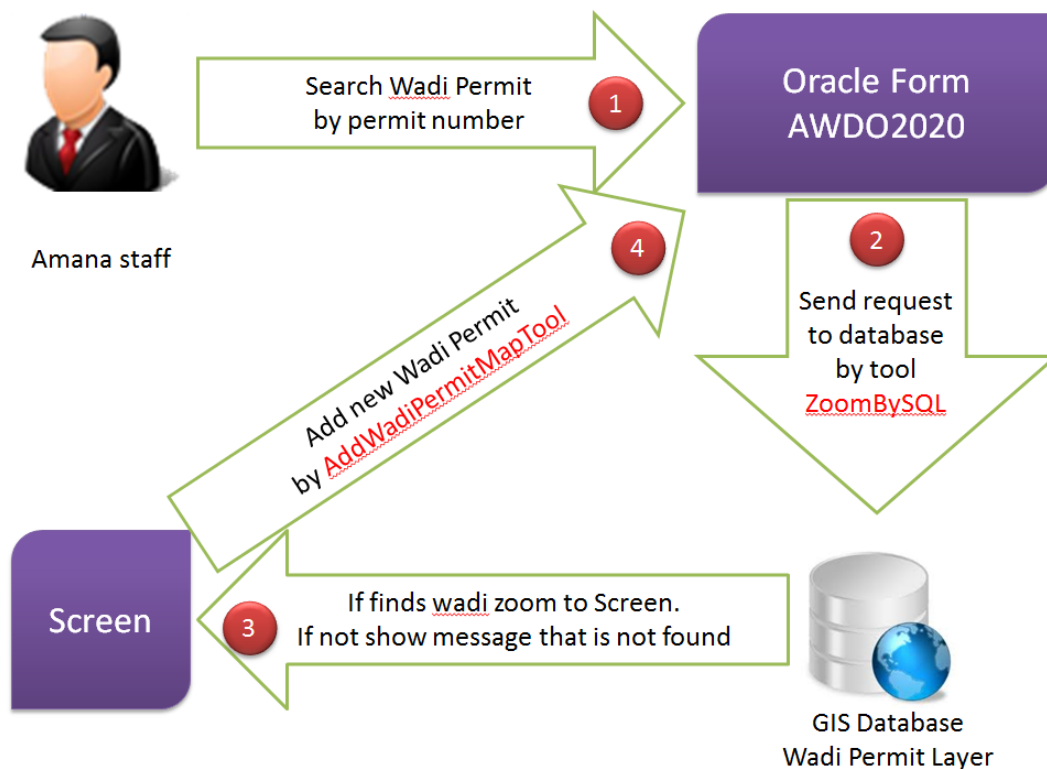 Search Wadi Permit
by permit number
1
Oracle Form
AWDO2020
Amana staff
4
2
Send request
to database
by tool
ZoomBySQL
Add new Wadi Permit
by AddWadiPermitMapTool
Screen
3
If finds wadi zoom to Screen.
If not show message that is not found
GIS Database
Wadi Permit Layer